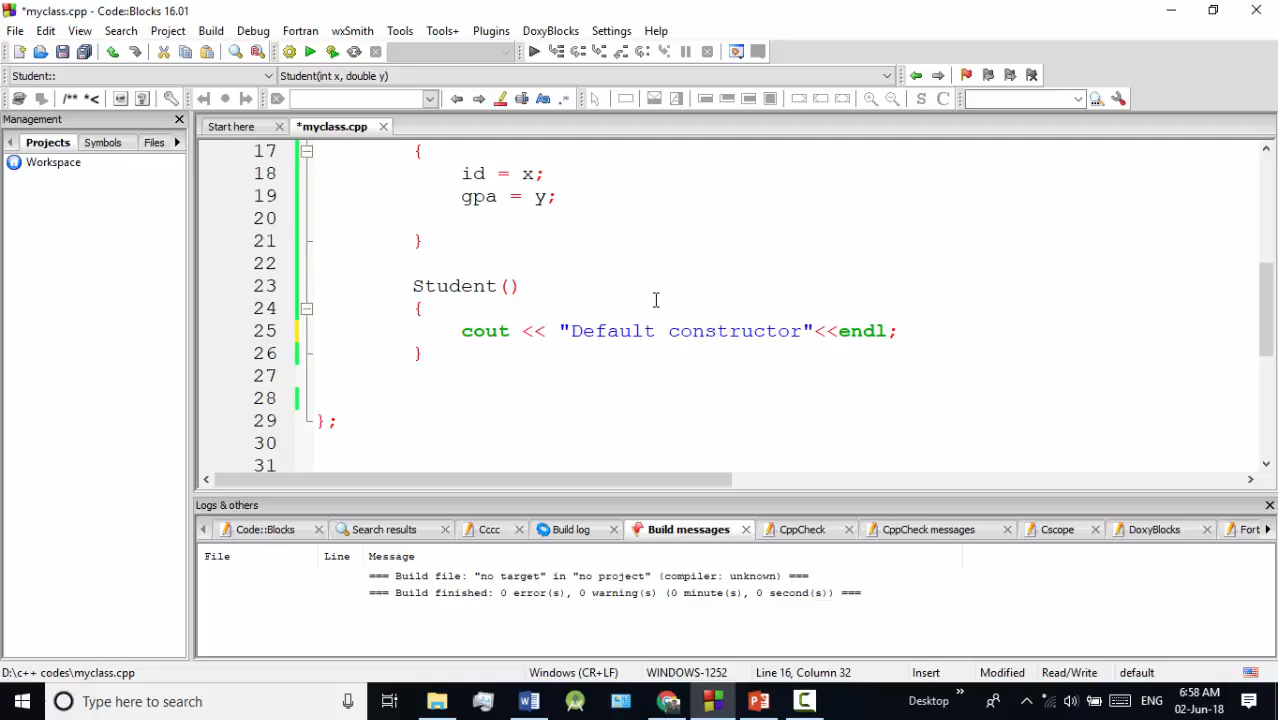 *myclass.cpp - Code::Blocks 16.01
File Edit View Search Project Build Debug Fortran wxSmith Tools Tools+ Plugins DoxyBlocks Settings Help
Student:: Student(int x, double y)
/** *< .* S C
Management
Start here *myclass.cpp
Projects Symbols Files
Workspace
17 {
18 id = x;
19 gpa = y;
20
21 }
22
23 Student()
24 {
25 cout << "Default constructor"<<endl;
26 }
27
28
29 };
30
31
Logs & others
Code::Blocks Search results Cccc Build log Build messages CppCheck CppCheck messages Cscope DoxyBlocks Fort
File Line Message
=== Build file: "no target" in "no project" (compiler: unknown) ===
=== Build finished: 0 error(s), 0 warning(s) (0 minute(s), 0 second(s)) ===
D:\c++ codes\myclass.cpp Windows (CR+LF) WINDOWS-1252 Line 16, Column 32 Insert Modified Read/Write default
Type here to search Desktop ENG 6:58 AM
02-Jun-18